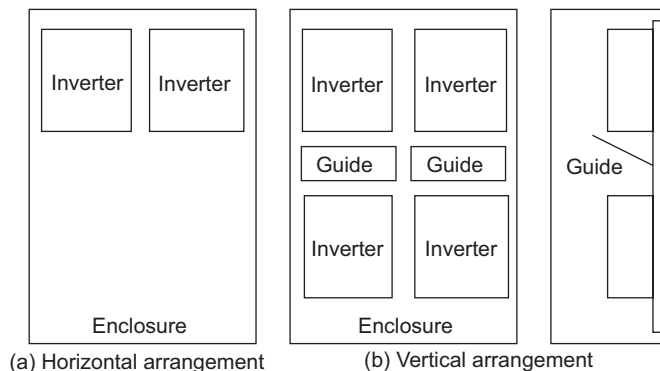 Inverter Inverter
Enclosure
(a) Horizontal arrangement
Inverter Inverter
Guide Guide
Inverter Inverter
Enclosure
Guide
(b) Vertical arrangement